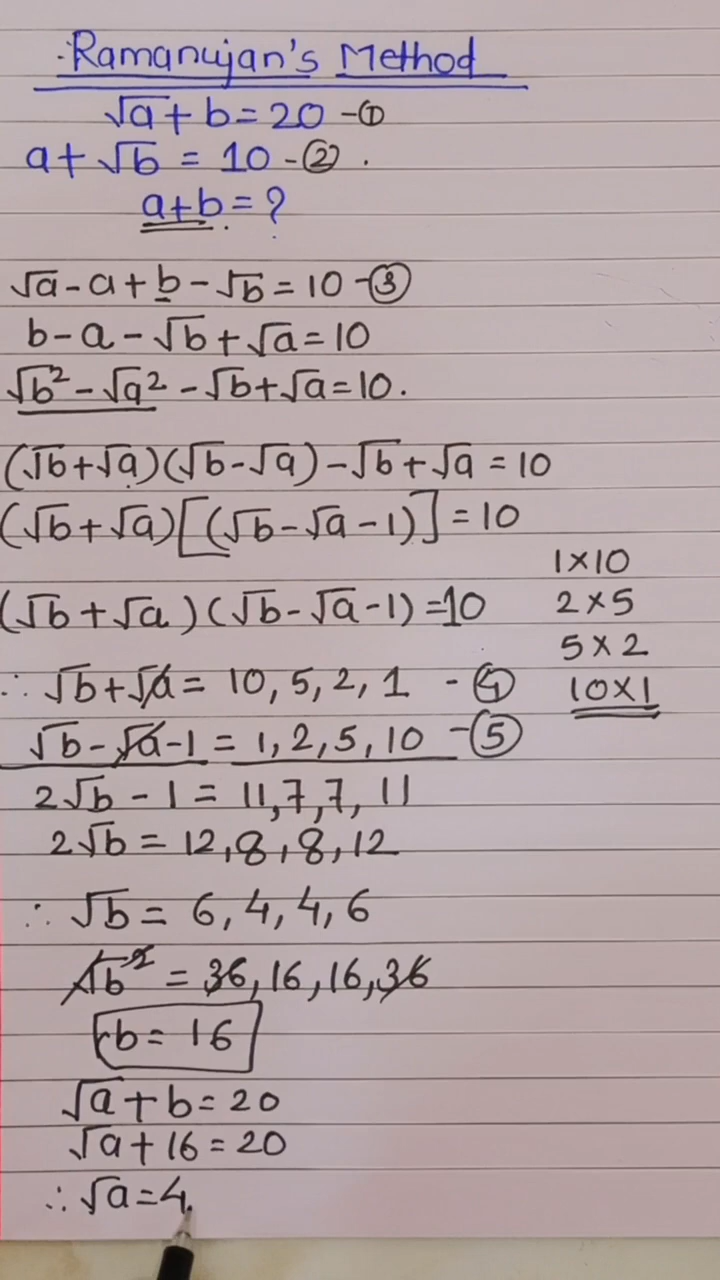 Ramanujan's Method
√a + b = 20 -①
a + √b = 10 -② .
a+b = ?
√a - a + b - √b = 10 -③
b - a - √b + √a = 10
√b² - √a² - √b + √a = 10.
(√b + √a)(√b - √a) - √b + √a = 10
(√b + √a)[(√b - √a - 1)] = 10
1×10
(√b + √a)(√b - √a - 1) = 10
2×5
5×2
∴ √b + √a = 10, 5, 2, 1 -④
10×1
√b - √a - 1 = 1, 2, 5, 10 -⑤
2√b - 1 = 11, 7, 7, 11
2√b = 12, 8, 8, 12
∴ √b = 6, 4, 4, 6
√b² = 36, 16, 16, 36
b = 16
√a + b = 20
√a + 16 = 20
∴ √a = 4